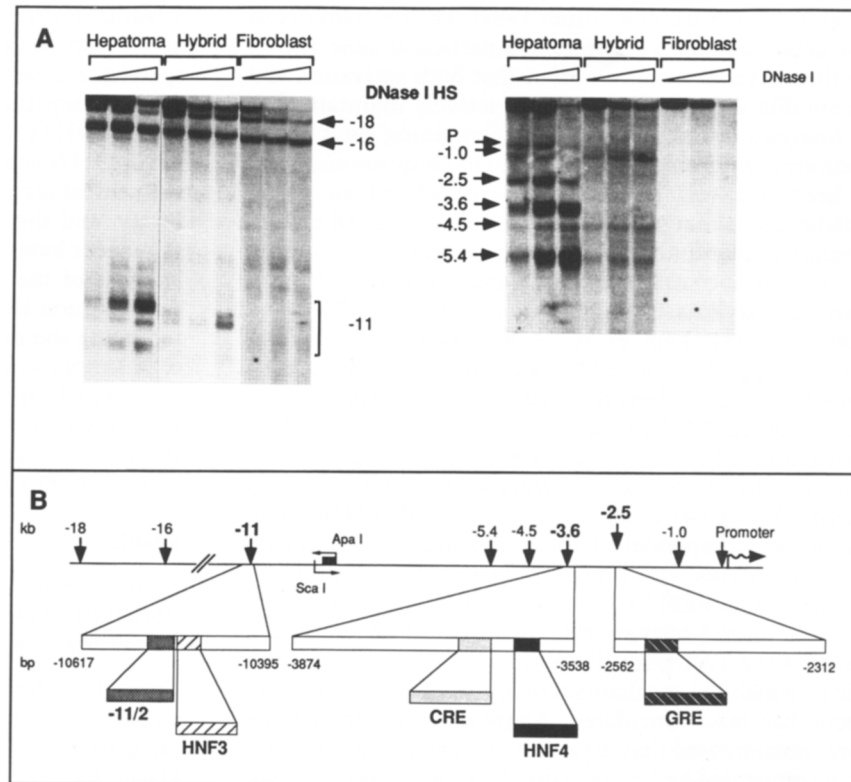 A
Hepatoma Hybrid Fibroblast
DNase I HS
-18
-16
-11
Hepatoma Hybrid Fibroblast
DNase I
P
-1.0
-2.5
-3.6
-4.5
-5.4
B
kb
-18
-16
-11
Apa I
Sca I
-5.4
-4.5
-3.6
-2.5
-1.0
Promoter
bp
-10617
-10395
-3874
-3538
-2562
-2312
-11/2
HNF3
CRE
HNF4
GRE